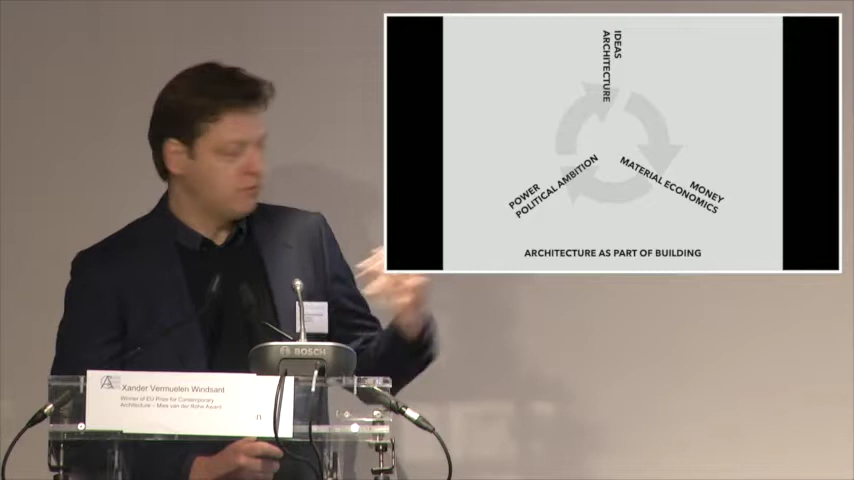 IDEAS
ARCHITECTURE
POWER
POLITICAL AMBITION
MONEY
MATERIAL ECONOMICS
ARCHITECTURE AS PART OF BUILDING
BOSCH
Xander Vermuelen Windsant
Winner of EU Prize for Contemporary
Architecture – Mies van der Rohe Award